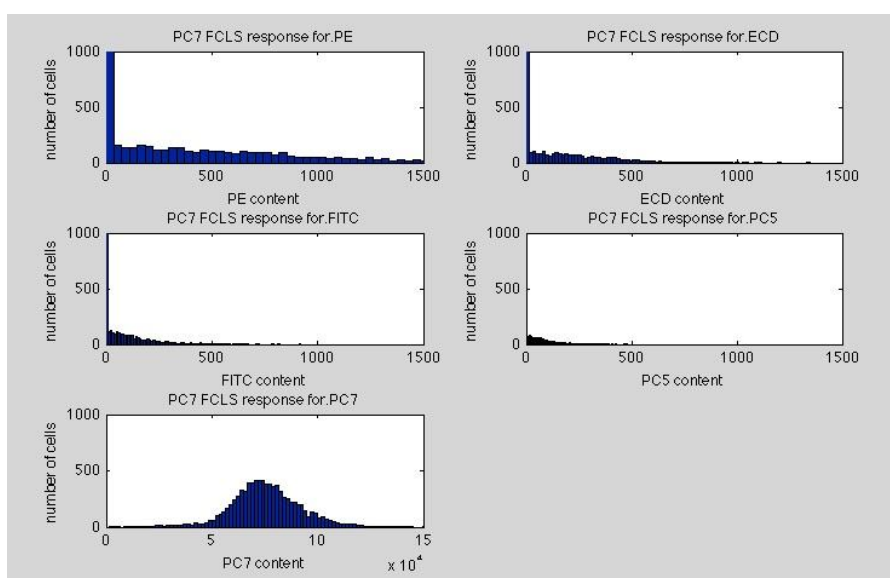 PC7 FCLS response for.PE
1000
500
0
number of cells
0 500 1000 1500
PE content
PC7 FCLS response for.ECD
1000
500
0
number of cells
0 500 1000 1500
ECD content
PC7 FCLS response for.FITC
1000
500
0
number of cells
0 500 1000 1500
FITC content
PC7 FCLS response for.PC5
1000
500
0
number of cells
0 500 1000 1500
PC5 content
PC7 FCLS response for.PC7
1000
500
0
number of cells
0 5 10 15
PC7 content
x 10⁴